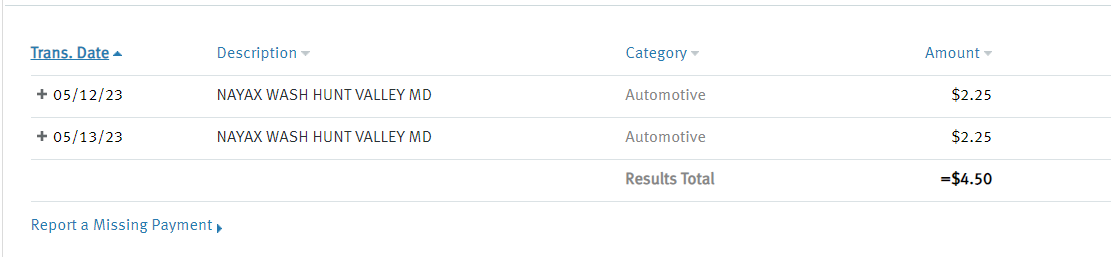 Trans. Date Description Category Amount
05/12/23 NAYAX WASH HUNT VALLEY MD Automotive $2.25
05/13/23 NAYAX WASH HUNT VALLEY MD Automotive $2.25
Results Total =$4.50
Report a Missing Payment